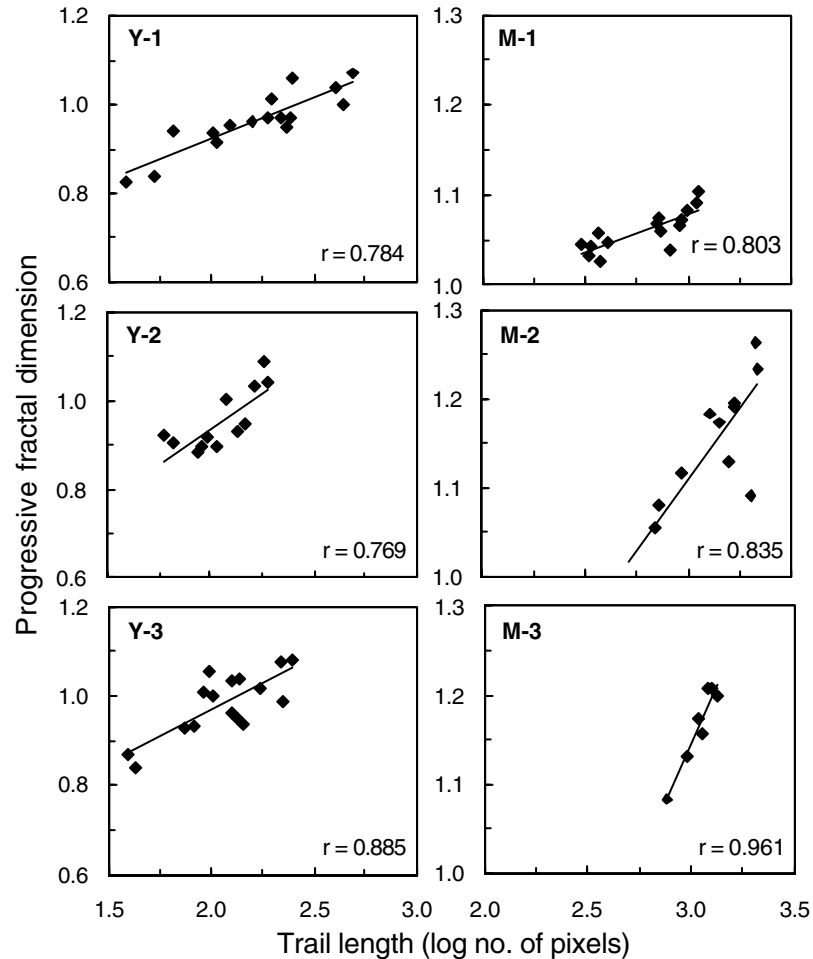 Progressive fractal dimension
1.2
1.0
0.8
0.6
Y-1
r = 0.784
1.3
1.2
1.1
1.0
M-1
r = 0.803
1.2
1.0
0.8
0.6
Y-2
r = 0.769
1.3
1.2
1.1
1.0
M-2
r = 0.835
1.2
1.0
0.8
0.6
Y-3
r = 0.885
1.3
1.2
1.1
1.0
M-3
r = 0.961
1.5 2.0 2.5 3.0
2.0 2.5 3.0 3.5
Trail length (log no. of pixels)